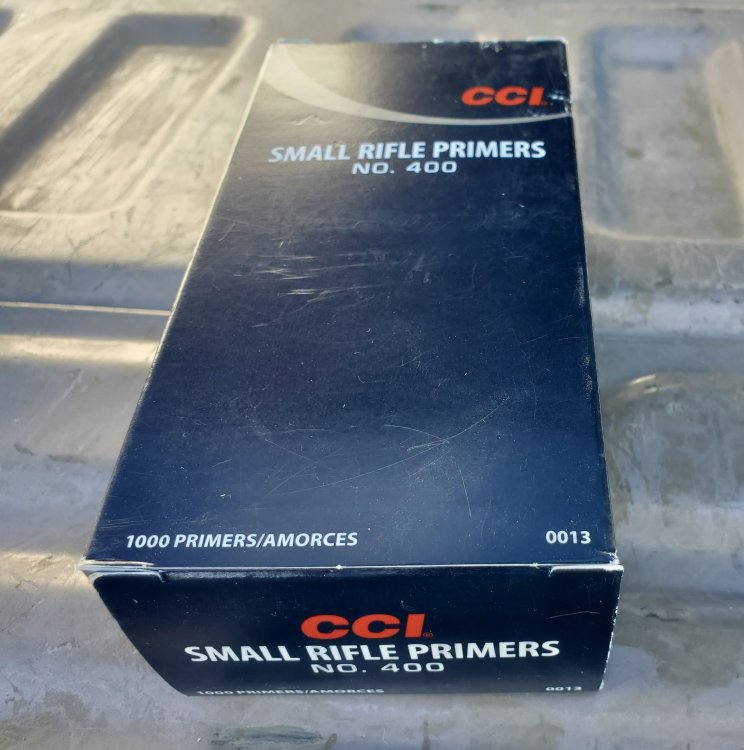 CCI
SMALL RIFLE PRIMERS
NO. 400
1000 PRIMERS/AMORCES 0013
CCI®
SMALL RIFLE PRIMERS
NO. 400
1000 PRIMERS/AMORCES 0013